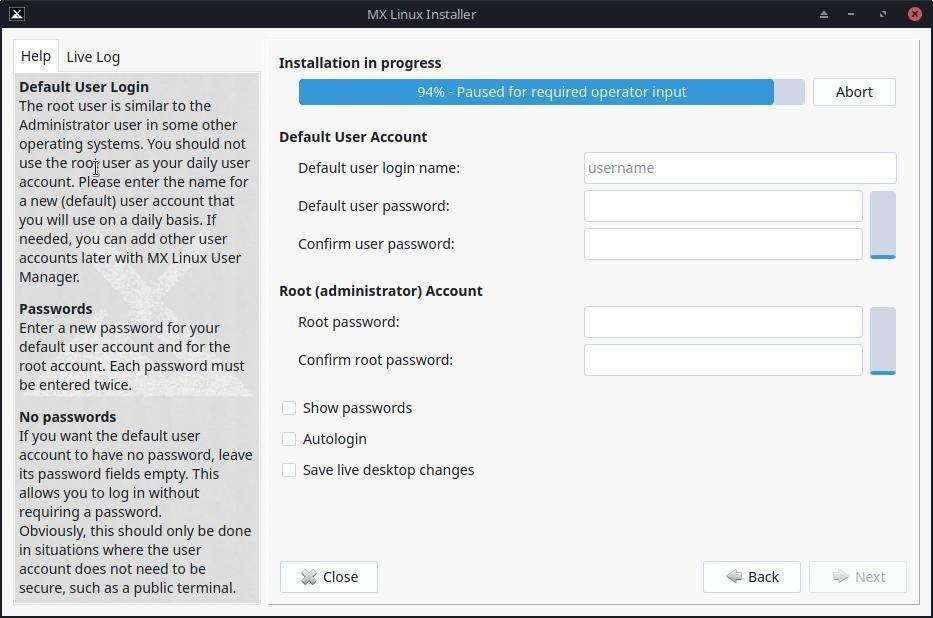 MX Linux Installer
Help
Live Log
Default User Login
The root user is similar to the
Administrator user in some other
operating systems. You should not
use the root user as your daily user
account. Please enter the name for
a new (default) user account that
you will use on a daily basis. If
needed, you can add other user
accounts later with MX Linux User
Manager.
Passwords
Enter a new password for your
default user account and for the
root account. Each password must
be entered twice.
No passwords
If you want the default user
account to have no password, leave
its password fields empty. This
allows you to log in without
requiring a password.
Obviously, this should only be done
in situations where the user
account does not need to be
secure, such as a public terminal.
Installation in progress
94% - Paused for required operator input
Abort
Default User Account
Default user login name:
username
Default user password:
Confirm user password:
Root (administrator) Account
Root password:
Confirm root password:
Show passwords
Autologin
Save live desktop changes
Close
Back
Next